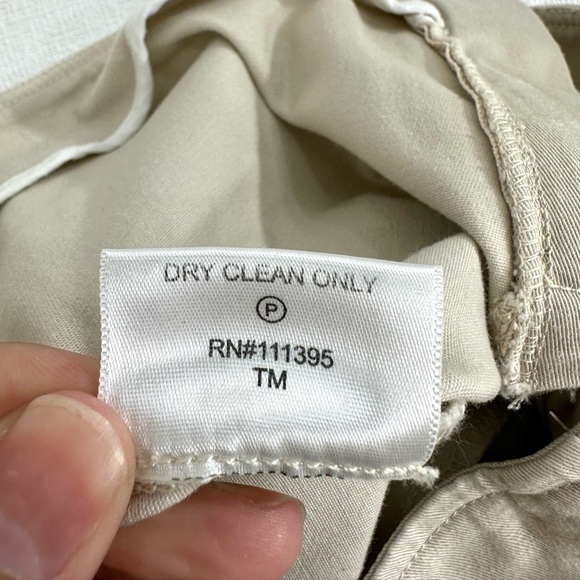 DRY CLEAN ONLY
P
RN#111395
TM